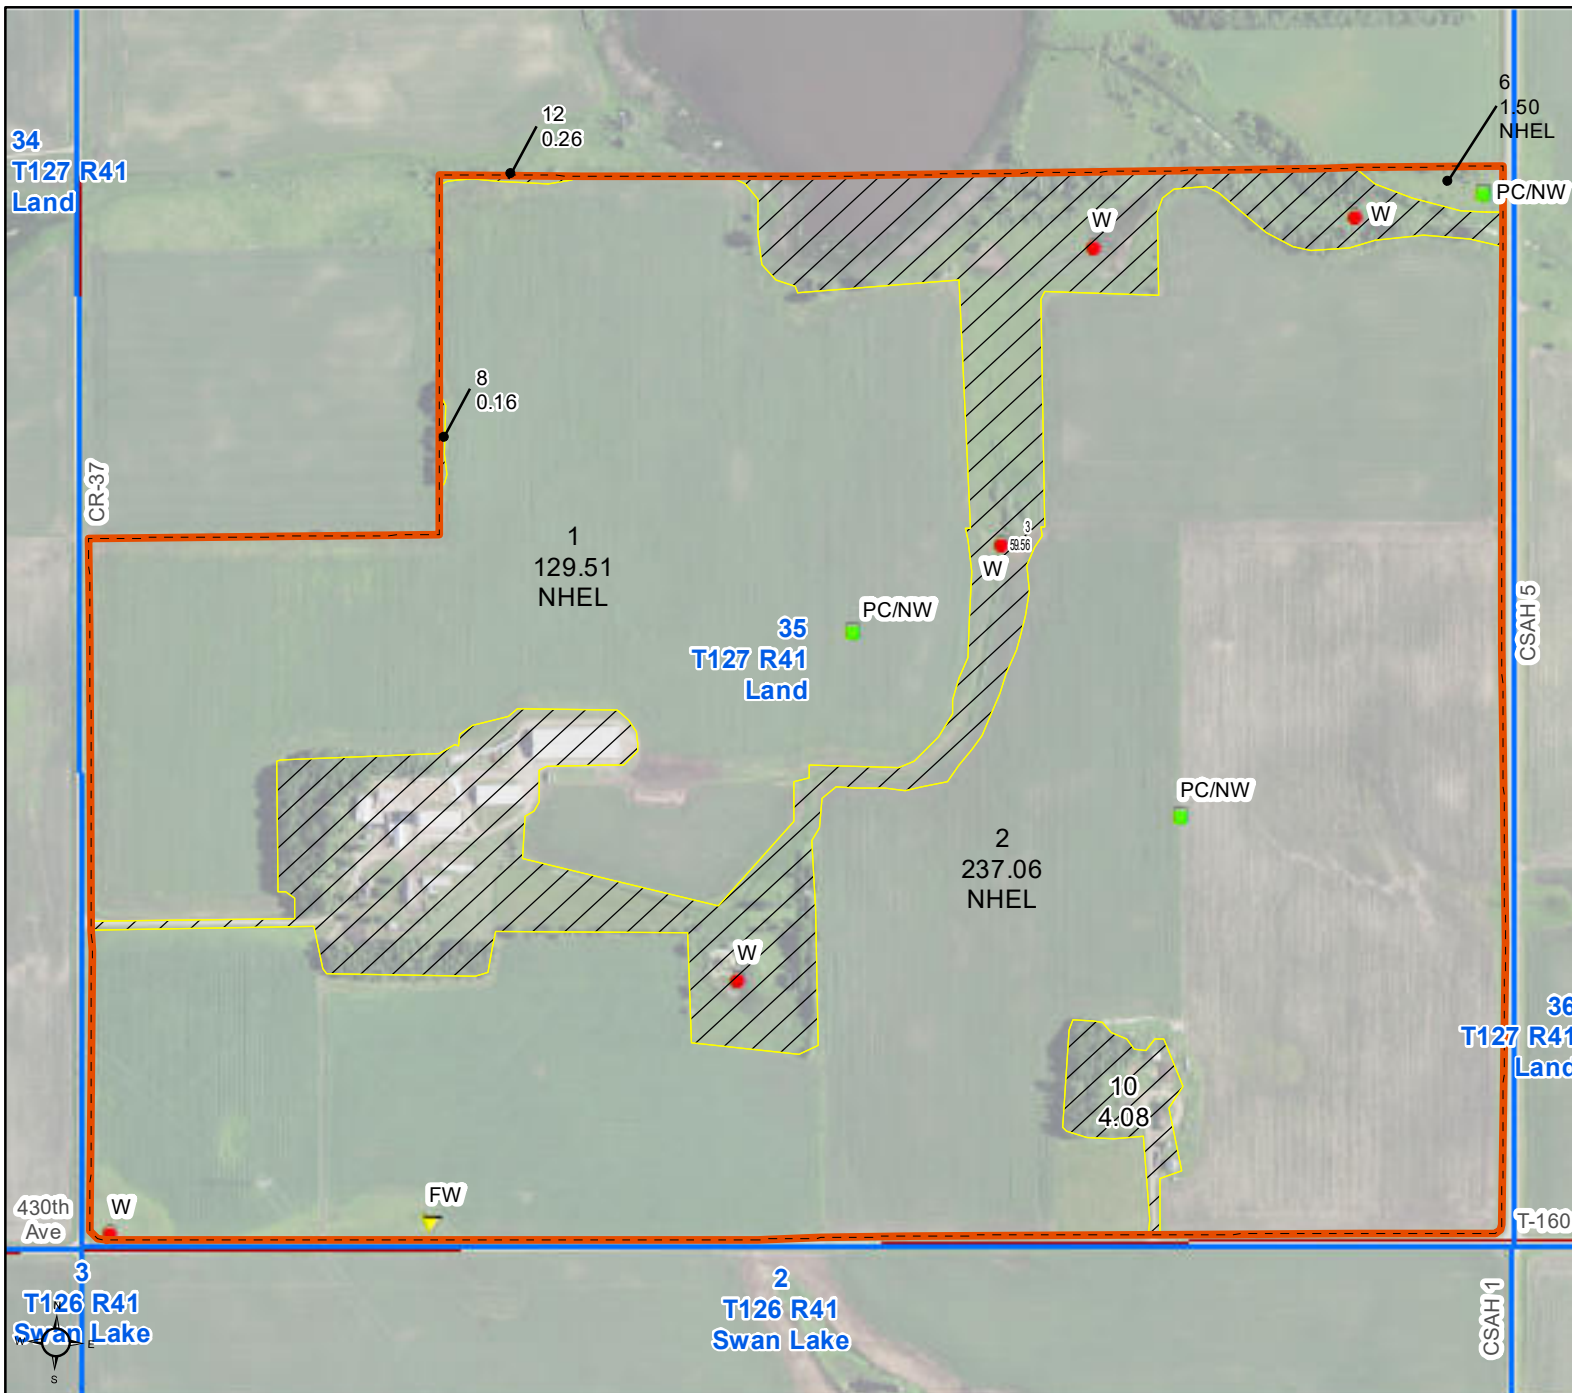 12
0.26
6
1.50
NHEL
34
T127 R41
Land
PC/NW
W
W
8
0.16
CR-37
1
129.51
NHEL
3
59.56
W
PC/NW
35
T127 R41
Land
CSAH 5
PC/NW
2
237.06
NHEL
W
36
T127 R41
Land
10
4.08
430th
Ave
W
FW
T-160
3
T126 R41
Swan Lake
2
T126 R41
Swan Lake
CSAH 1
N
W
E
S